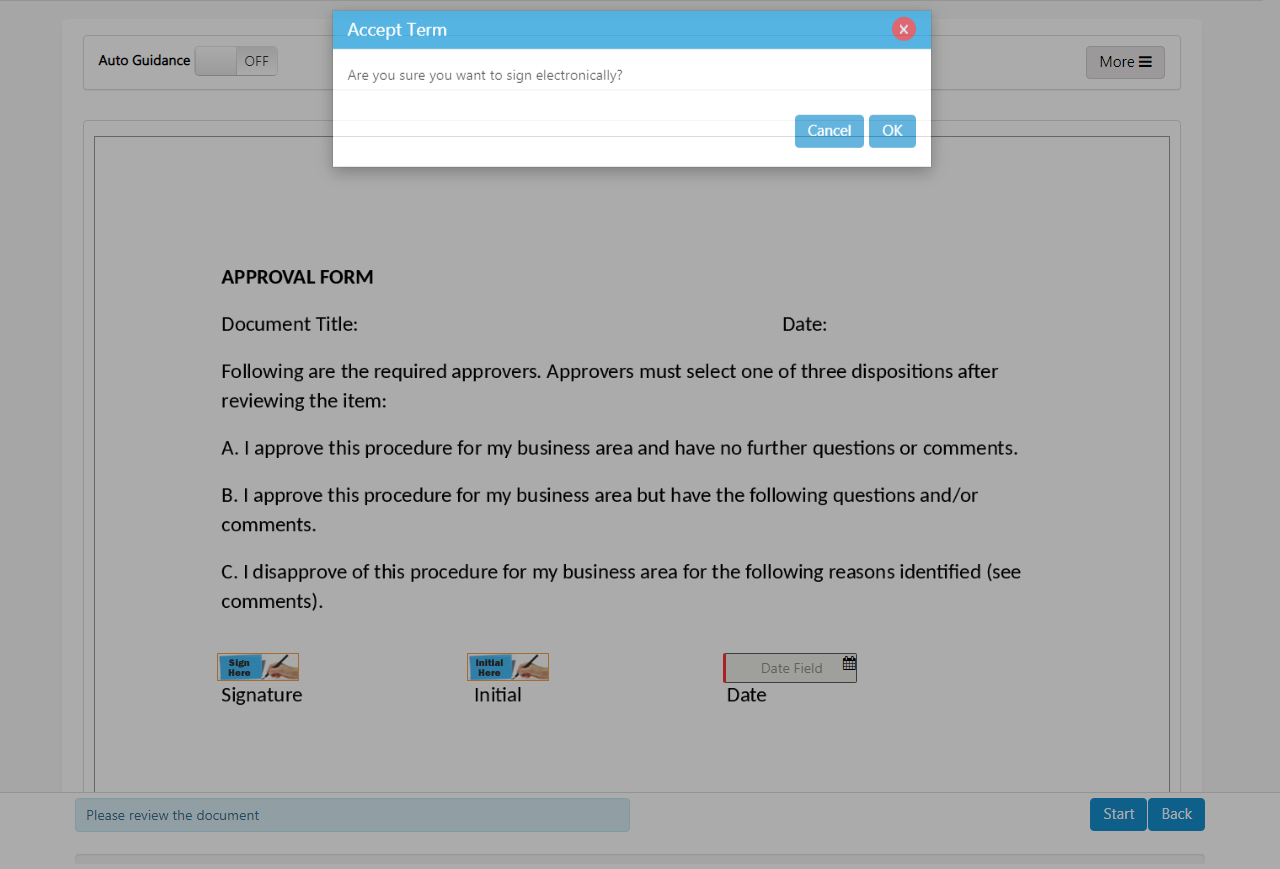 Accept Term
x
Are you sure you want to sign electronically?
Cancel OK
Auto Guidance OFF
More
APPROVAL FORM
Document Title: Date:
Following are the required approvers. Approvers must select one of three dispositions after
reviewing the item:
A. I approve this procedure for my business area and have no further questions or comments.
B. I approve this procedure for my business area but have the following questions and/or
comments.
C. I disapprove of this procedure for my business area for the following reasons identified (see
comments).
Sign
Here
Initial
Here
Date Field
Signature Initial Date
Please review the document
Start Back